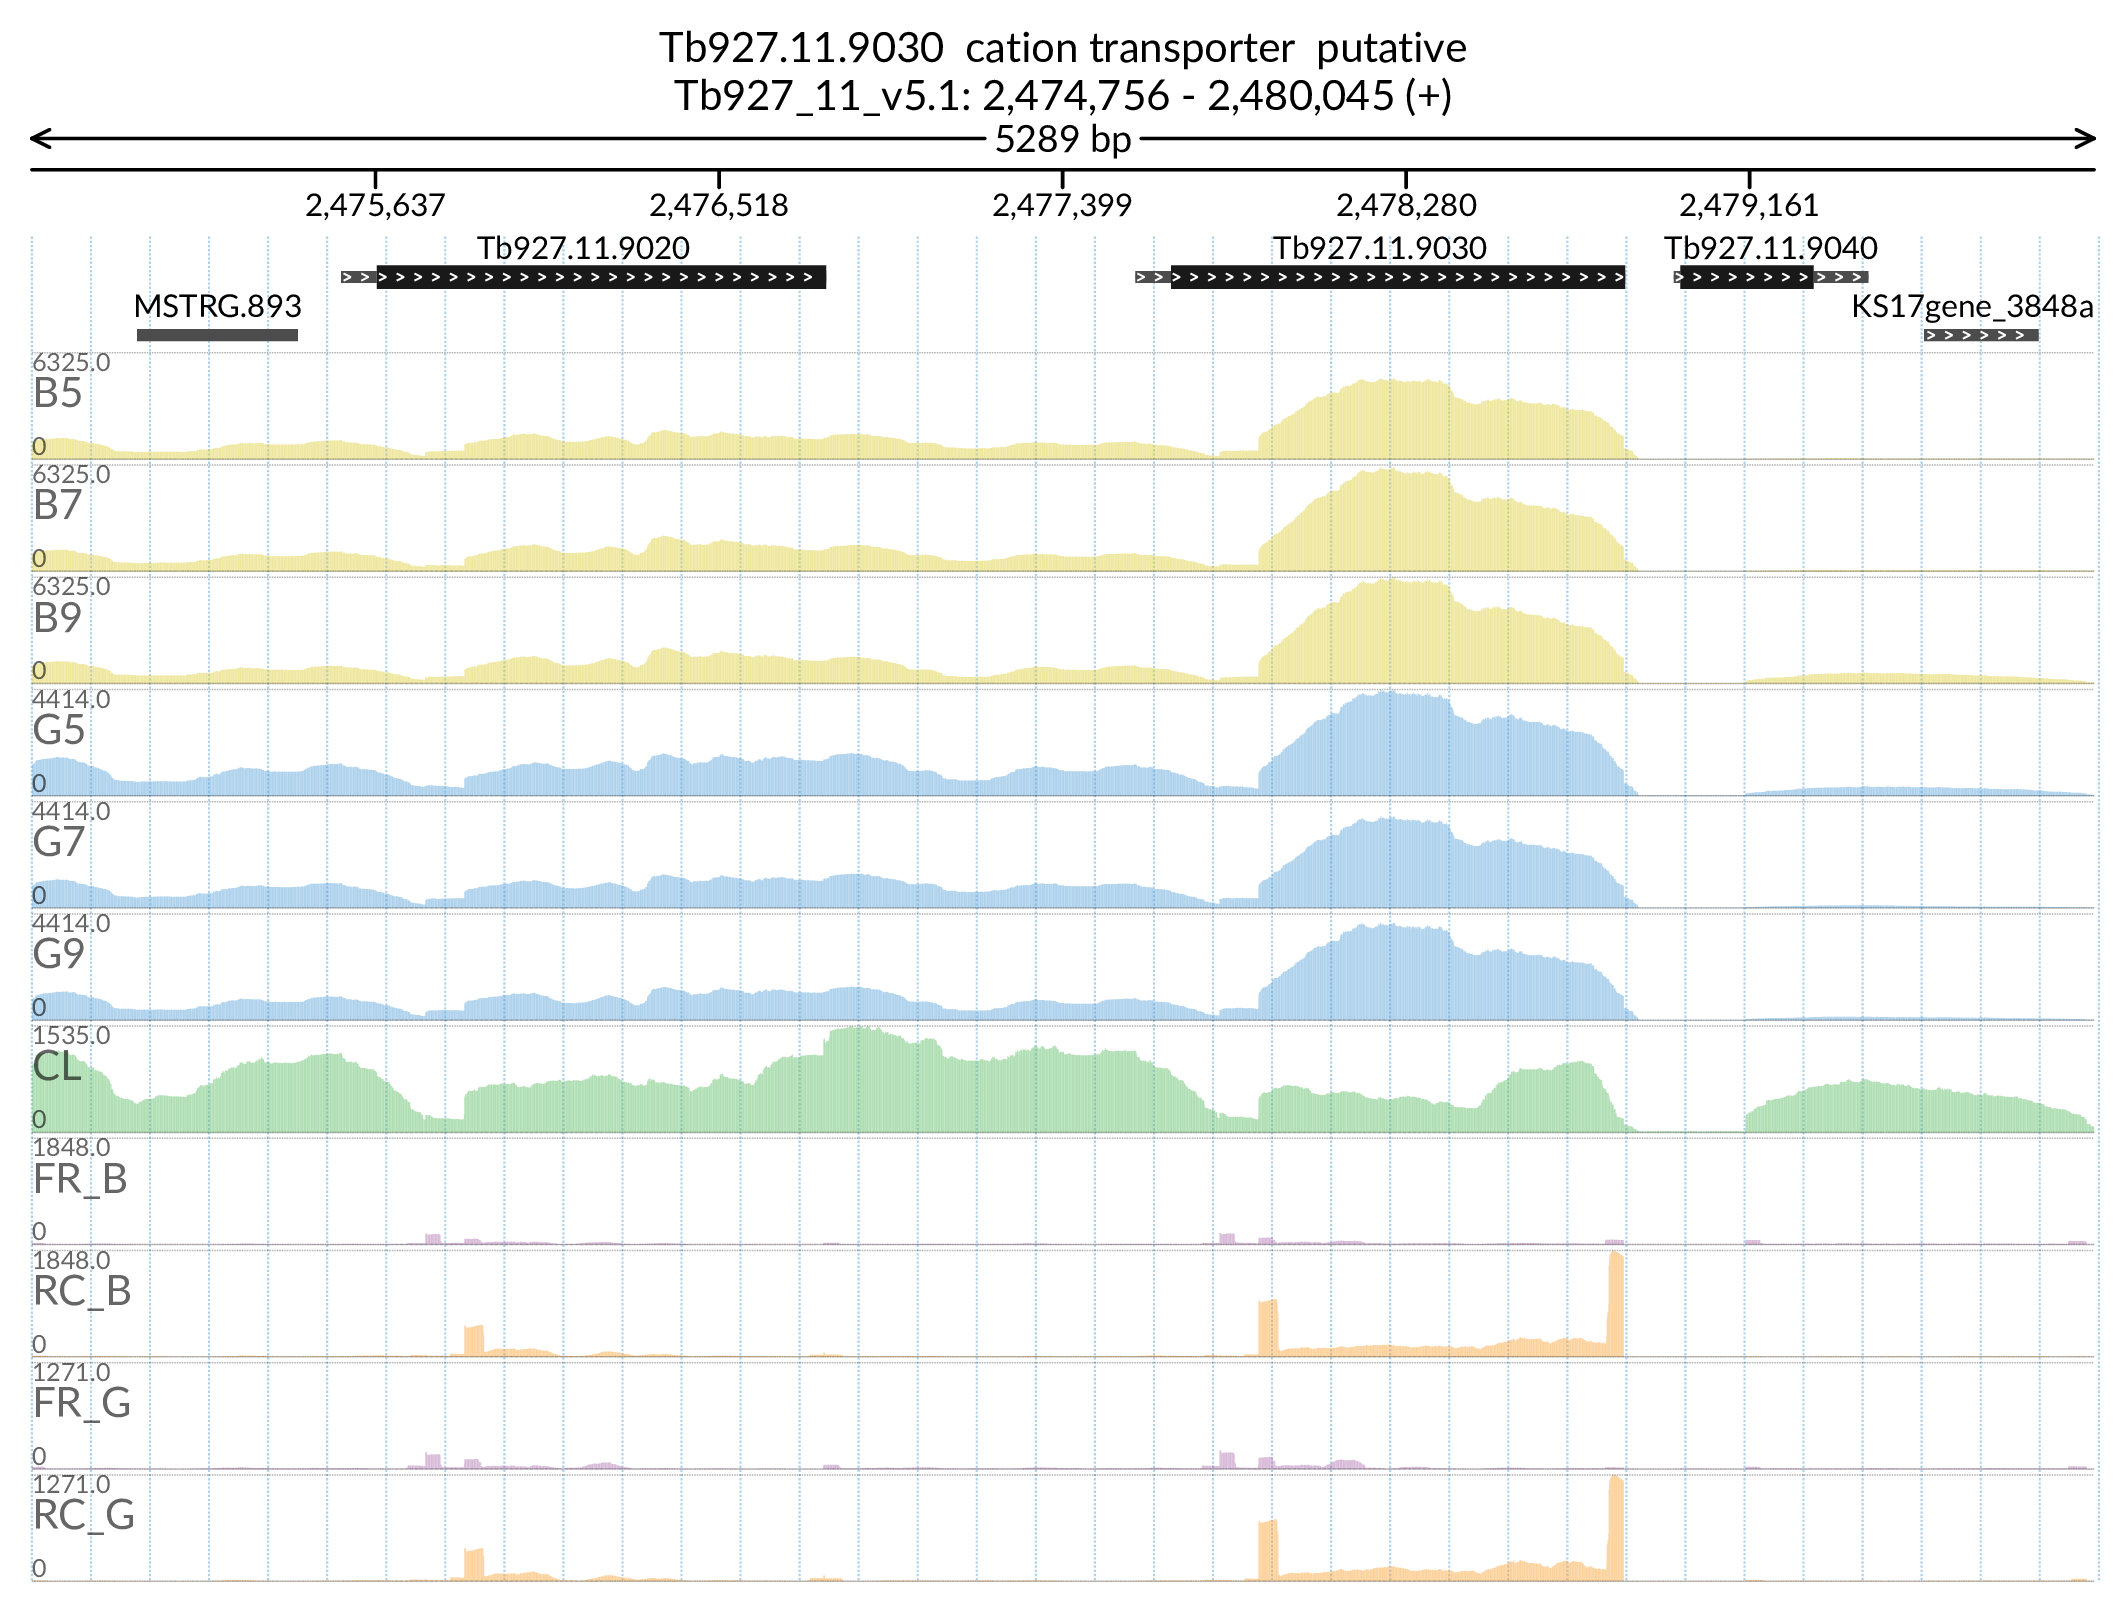 Tb927.11.9030 cation transporter putative
Tb927_11_v5.1: 2,474,756 - 2,480,045 (+)
5289 bp
2,475,637 2,476,518 2,477,399 2,478,280 2,479,161
Tb927.11.9020 Tb927.11.9030 Tb927.11.9040
MSTRG.893 KS17gene_3848a
6325.0
B5
0
6325.0
B7
0
6325.0
B9
0
4414.0
G5
0
4414.0
G7
0
4414.0
G9
0
1535.0
CL
0
1848.0
FR_B
0
1848.0
RC_B
0
1271.0
FR_G
0
1271.0
RC_G
0